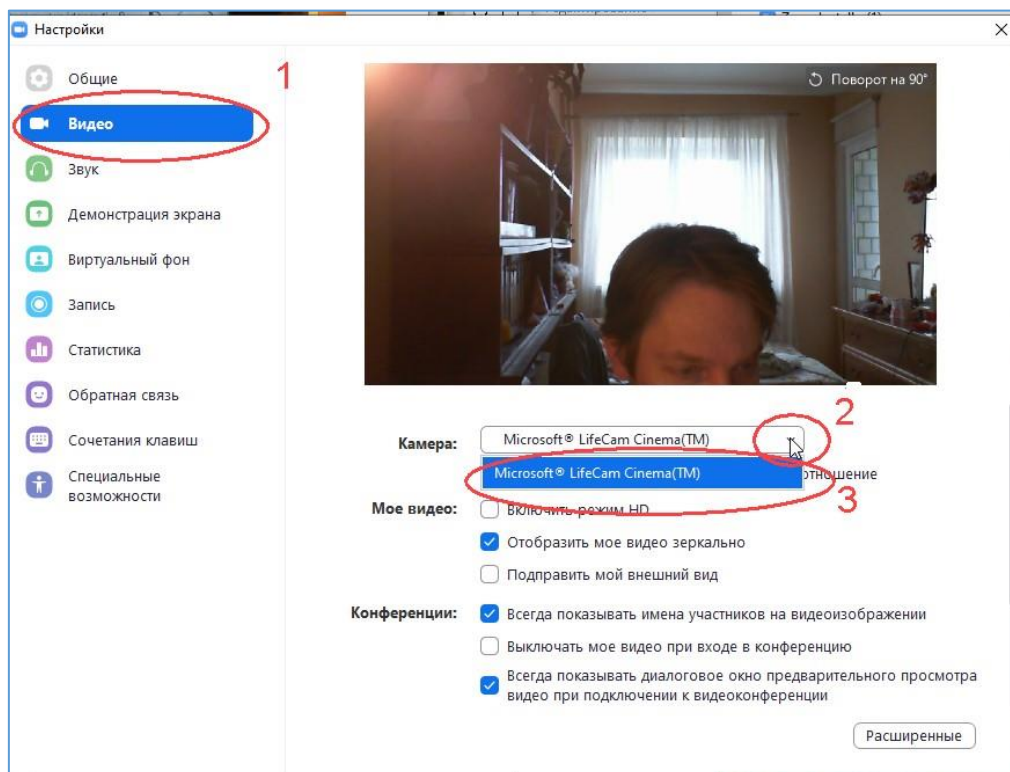 Настройки
Общие
1
Видео
Звук
Демонстрация экрана
Виртуальный фон
Запись
Статистика
Обратная связь
Сочетания клавиш
Специальные
возможности
Поворот на 90°
2
Камера: Microsoft® LifeCam Cinema(TM)
Microsoft® LifeCam Cinema(TM)
3
Мое видео: Включить режим HD
Отобразить мое видео зеркально
Подправить мой внешний вид
Конференции: Всегда показывать имена участников на видеоизображении
Выключать мое видео при входе в конференцию
Всегда показывать диалоговое окно предварительного просмотра
видео при подключении к видеоконференции
Расширенные